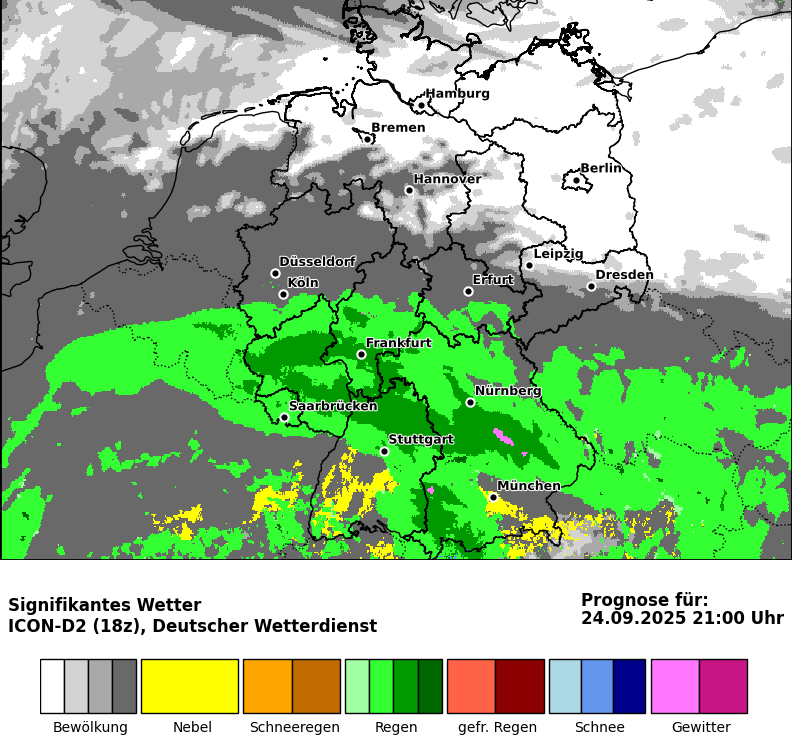 Hamburg
Bremen
Berlin
Hannover
Leipzig
Düsseldorf
Dresden
Köln
Erfurt
Frankfurt
Nürnberg
Saarbrücken
Stuttgart
München
Signifikantes Wetter
ICON-D2 (18z), Deutscher Wetterdienst
Prognose für:
24.09.2025 21:00 Uhr
Bewölkung Nebel Schneeregen Regen gefr. Regen Schnee Gewitter